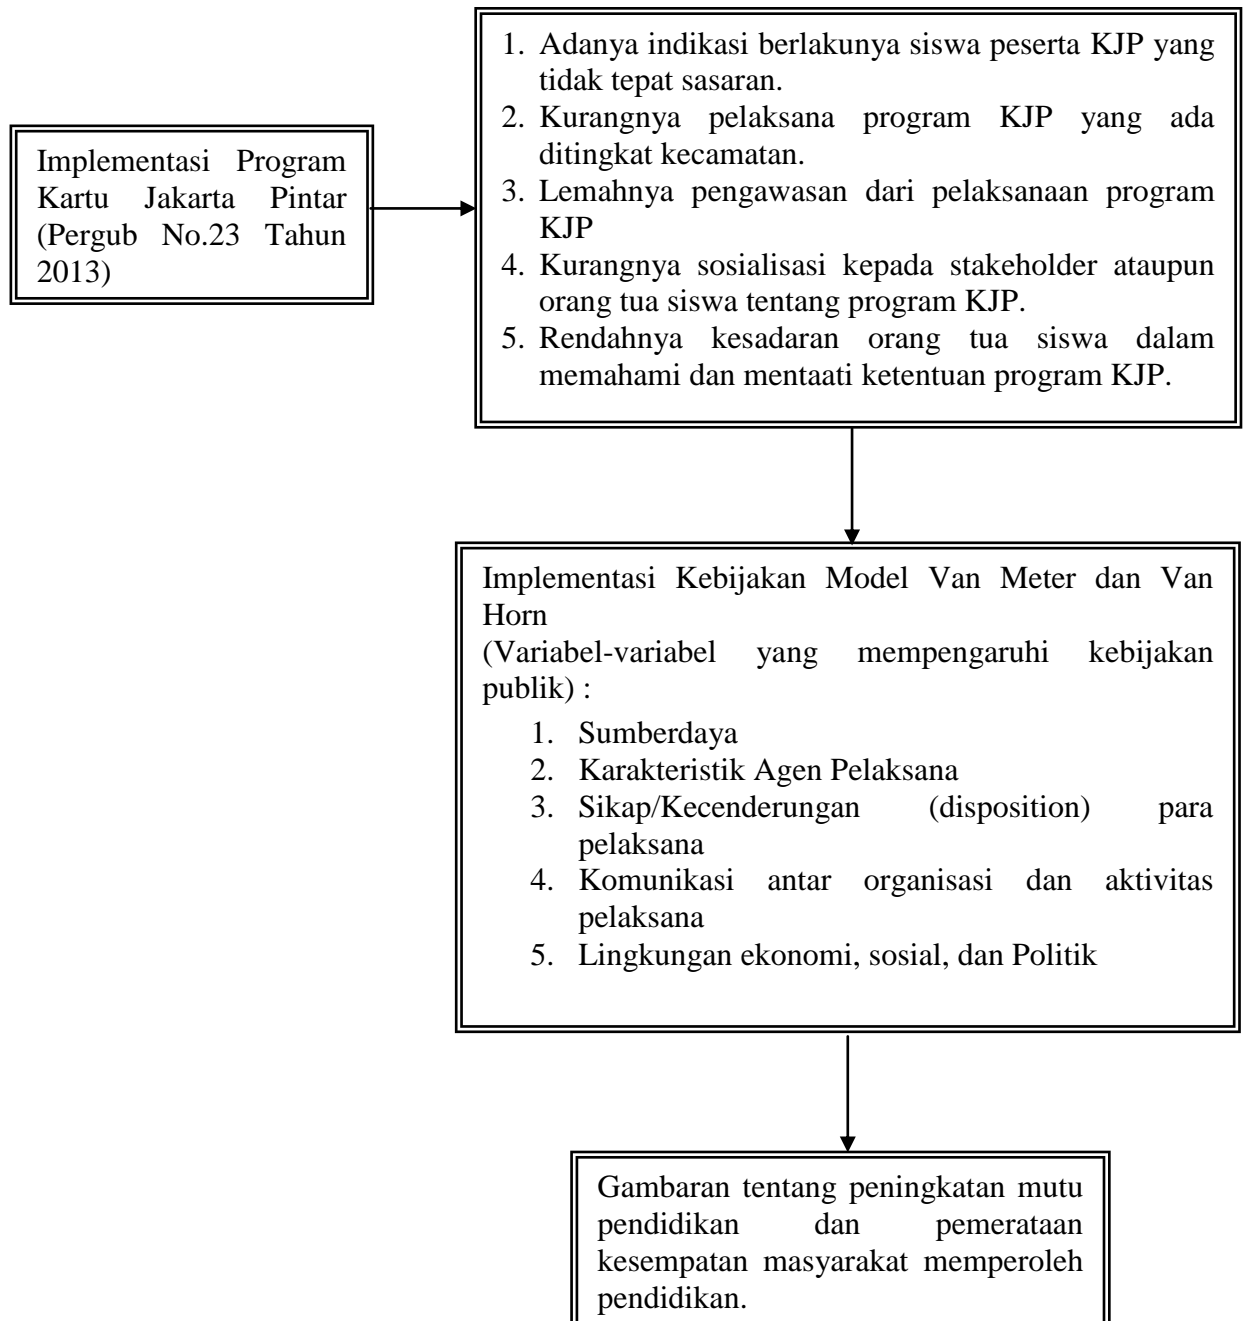 Implementasi Program
Kartu Jakarta Pintar
(Pergub No.23 Tahun
2013)
1. Adanya indikasi berlakunya siswa peserta KJP yang
tidak tepat sasaran.
2. Kurangnya pelaksana program KJP yang ada
ditingkat kecamatan.
3. Lemahnya pengawasan dari pelaksanaan program
KJP
4. Kurangnya sosialisasi kepada stakeholder ataupun
orang tua siswa tentang program KJP.
5. Rendahnya kesadaran orang tua siswa dalam
memahami dan mentaati ketentuan program KJP.
Implementasi Kebijakan Model Van Meter dan Van
Horn
(Variabel-variabel yang mempengaruhi kebijakan
publik) :
1. Sumberdaya
2. Karakteristik Agen Pelaksana
3. Sikap/Kecenderungan (disposition) para
pelaksana
4. Komunikasi antar organisasi dan aktivitas
pelaksana
5. Lingkungan ekonomi, sosial, dan Politik
Gambaran tentang peningkatan mutu
pendidikan dan pemerataan
kesempatan masyarakat memperoleh
pendidikan.